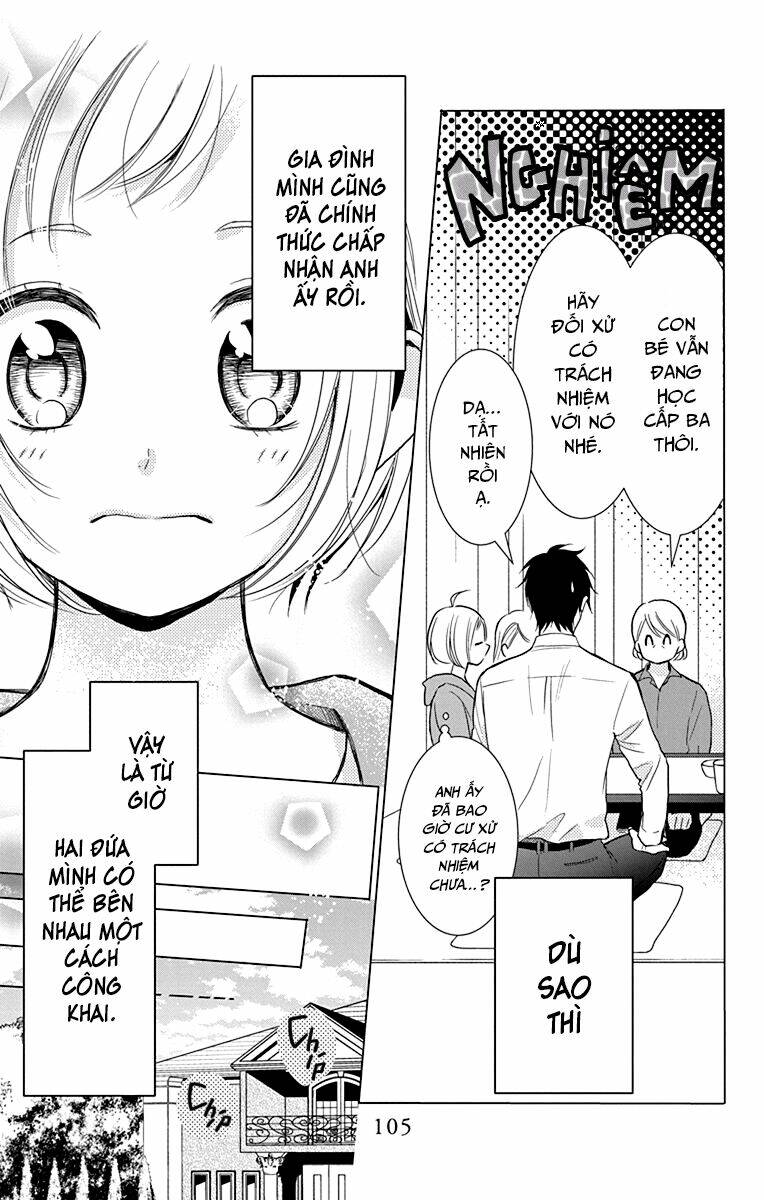 NGHIÊM
CON
BÉ VẪN
ĐANG
HỌC
CẤP BA
THÔI.
HÃY
ĐỐI XỬ
CÓ
TRÁCH
NHIỆM
VỚI NÓ
NHÉ.
DẠ...
TẤT
NHIÊN RỒI
Ạ.
ANH ẤY
ĐÃ BAO
GIỜ CƯ XỬ
CÓ TRÁCH
NHIỆM
CHƯA...?
DÙ
SAO
THÌ
GIA ĐÌNH
MÌNH CŨNG
ĐÃ CHÍNH
THỨC CHẤP
NHẬN ANH
ẤY RỒI.
VẬY
LÀ TỪ
GIỜ
HAI ĐỨA
MÌNH CÓ
THỂ BÊN
NHAU MỘT
CÁCH
CÔNG
KHAI.
Chíp
Chíp
105